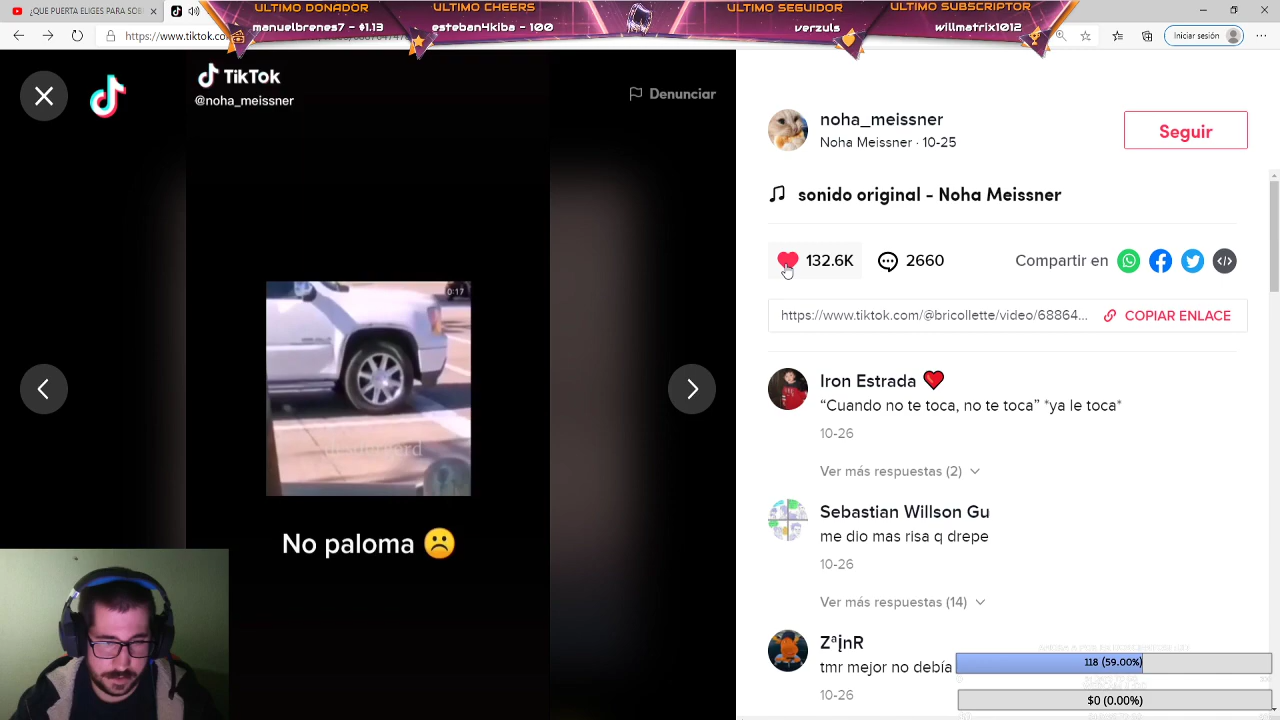 ¿QUE PUERTA ELIGES PARA SOB
ULTIMO DONADOR
manuelbrenes7 - $1.13
ULTIMO CHEERS
esteban4kiba - 100
ULTIMO SEGUIDOR
verzuls
ULTIMO SUBSCRIPTOR
willmatrix1012
https://www.tiktok.co
Iniciar sesión
TikTok
@noha_meissner
Denunciar
0:17
No paloma ☹️
noha_meissner
Noha Meissner · 10-25
Seguir
sonido original - Noha Meissner
132.6K
2660
Compartir en
https://www.tiktok.com/@bricollette/video/68864...
COPIAR ENLACE
Iron Estrada ❤️
“Cuando no te toca, no te toca” *ya le toca*
10-26
Ver más respuestas (2)
Sebastian Willson Gu
me dio mas risa q drepe
10-26
Ver más respuestas (14)
ZªįnR
tmr mejor no debía
10-26
118 (59.00%)
$0 (0.00%)